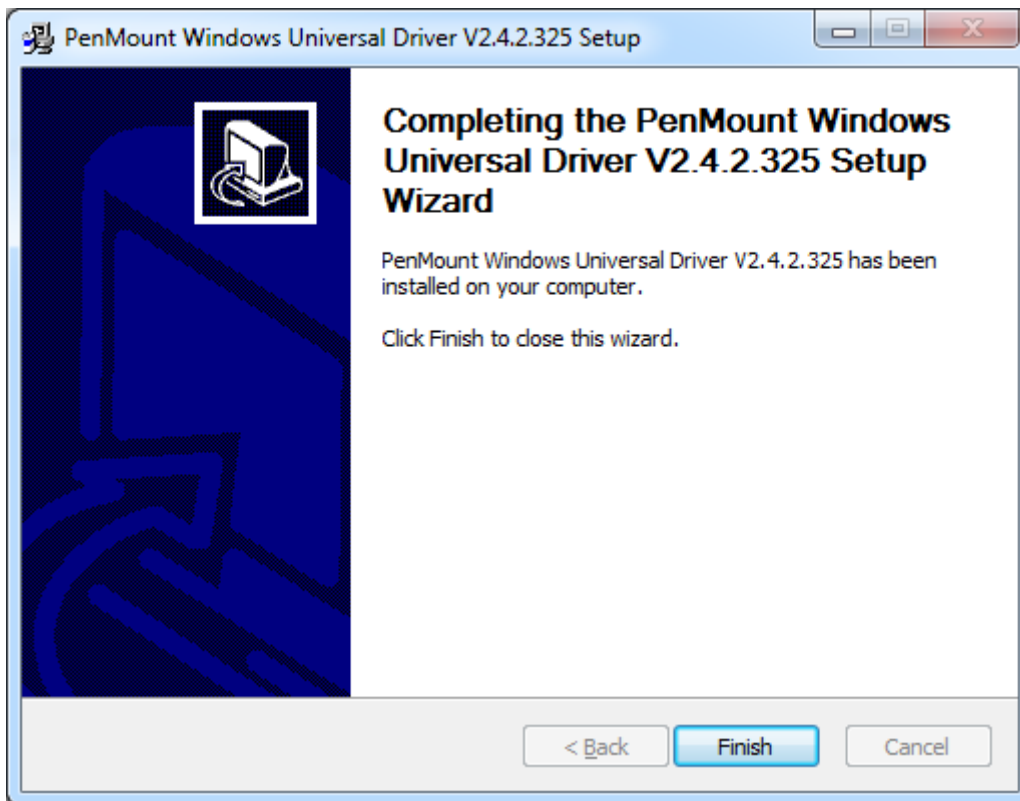 PenMount Windows Universal Driver V2.4.2.325 Setup
Completing the PenMount Windows
Universal Driver V2.4.2.325 Setup
Wizard
PenMount Windows Universal Driver V2.4.2.325 has been
installed on your computer.
Click Finish to close this wizard.
< Back
Finish
Cancel